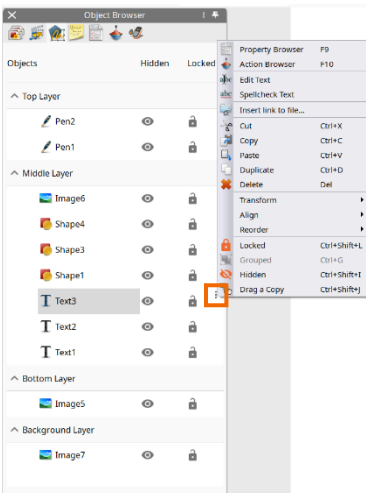 Object Browser
Objects Hidden Locked
Top Layer
Pen2
Pen1
Middle Layer
Image6
Shape4
Shape3
Shape1
Text3
Text2
Text1
Bottom Layer
Image5
Background Layer
Image7
Property Browser F9
Action Browser F10
abc Edit Text
abc Spellcheck Text
Insert link to file...
Cut Ctrl+X
Copy Ctrl+C
Paste Ctrl+V
Duplicate Ctrl+D
Delete Del
Transform
Align
Reorder
Locked Ctrl+Shift+L
Grouped Ctrl+G
Hidden Ctrl+Shift+I
Drag a Copy Ctrl+Shift+J